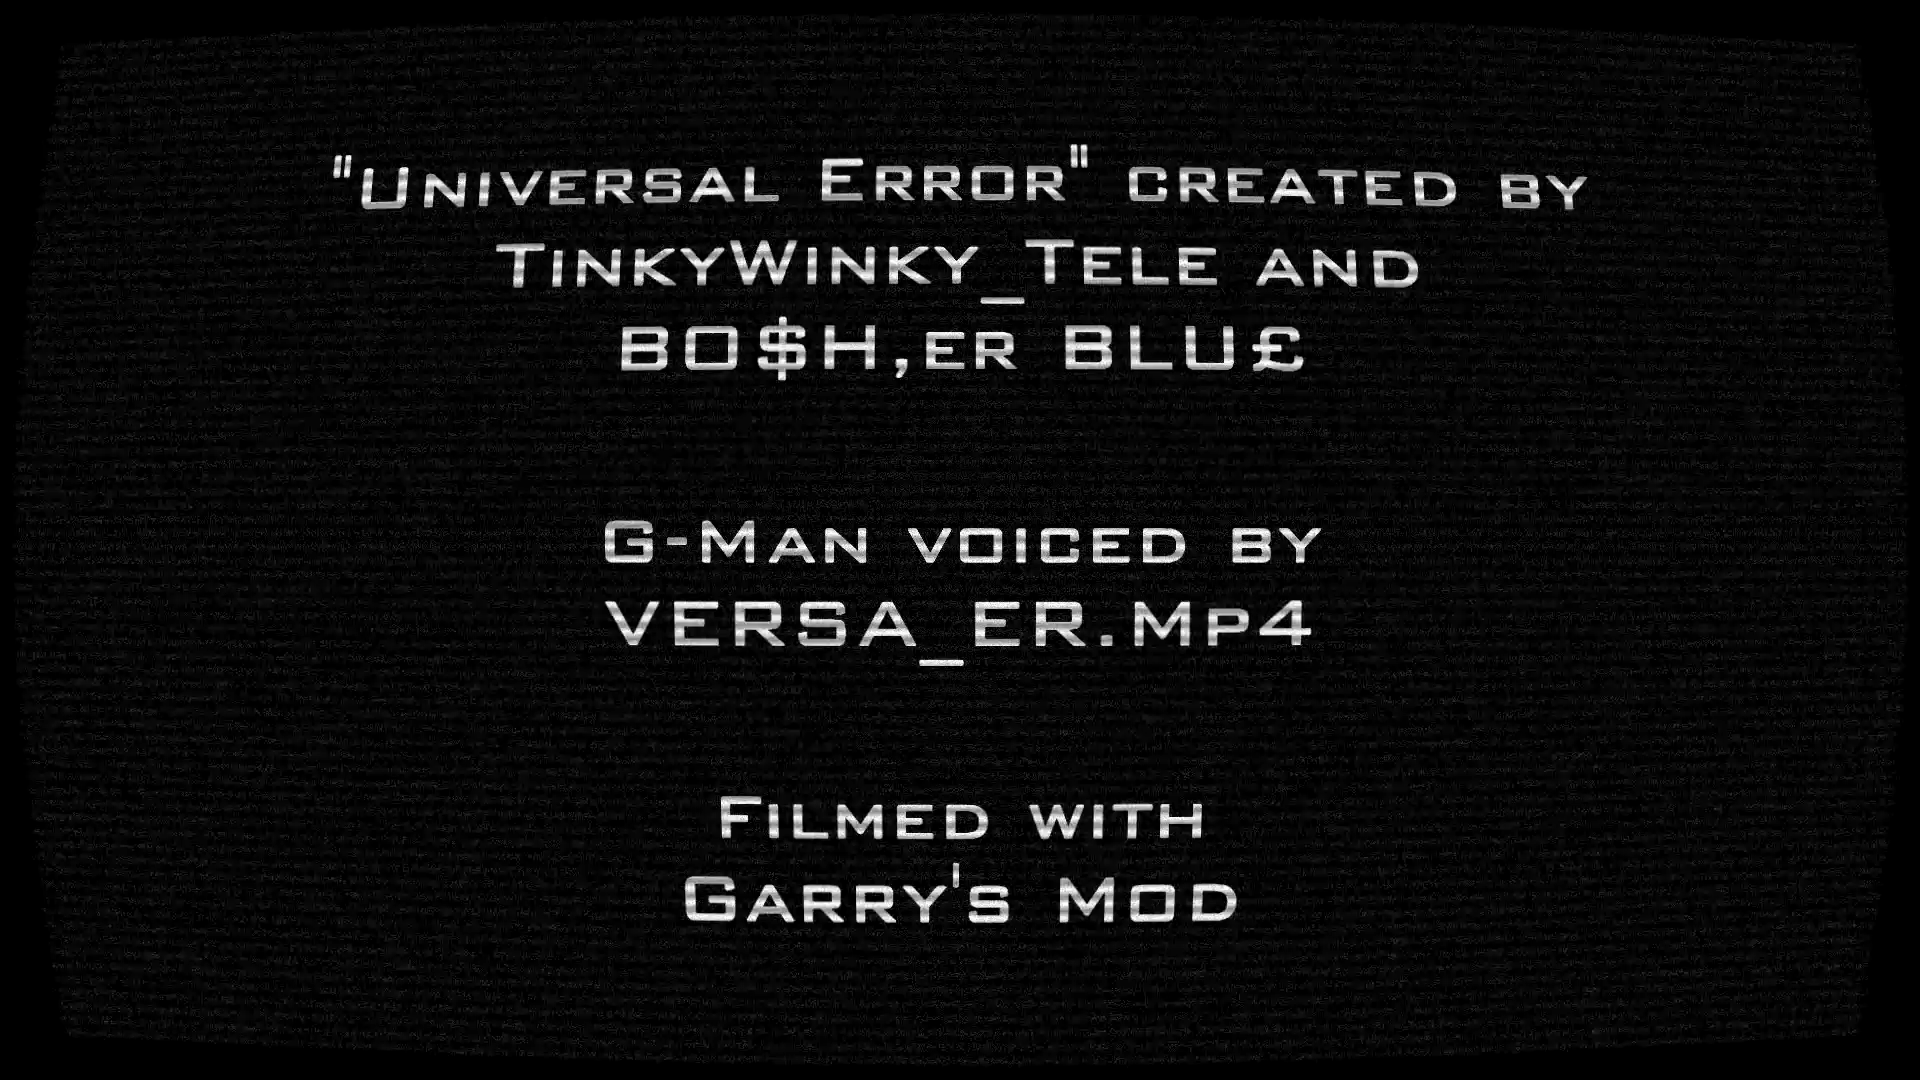 "Universal Error" created by
TinkyWinky_Tele and
BO$H,er BLU£
G-Man voiced by
VERSA_ER.Mp4
Filmed with
Garry's Mod